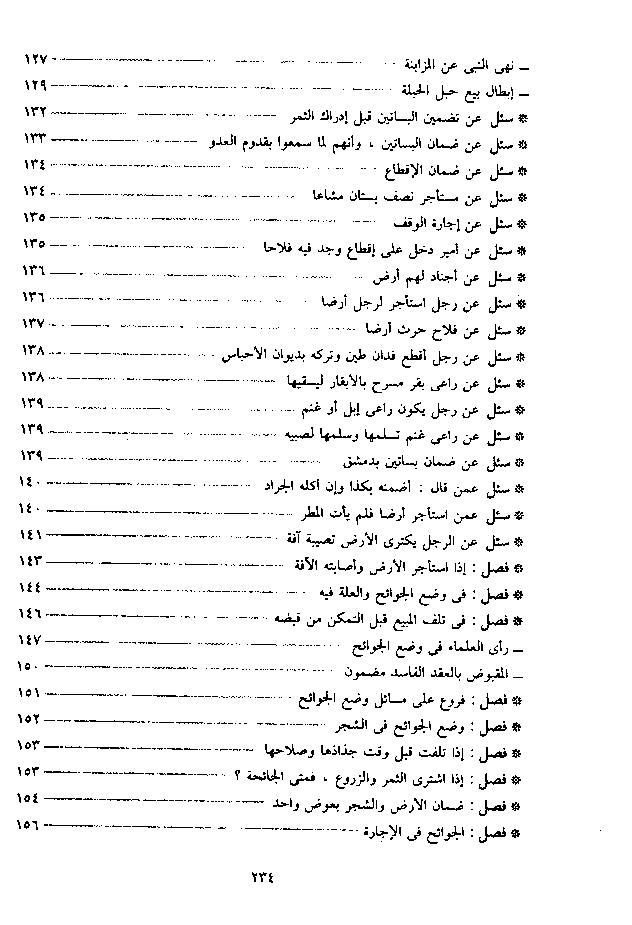 ـ نهى النبى عن المزابنة ١٢٧
ـ إبطال بيع حبل الحبلة ١٢٩
* سئل عن تضمين البساتين قبل إدراك الثمر ١٣٢
* سئل عن ضمان البساتين ، وأنهم لما سمعوا بقدوم العدو ١٣٣
* سئل عن ضمان الإقطاع ١٣٤
* سئل عن مستأجر نصف بستان مشاعا ١٣٤
* سئل عن إجارة الوقف ١٣٥
* سئل عن أمير دخل على إقطاع وجد فيه فلاحا ١٣٥
* سئل عن أجناد لهم أرض ١٣٦
* سئل عن رجل استأجر لرجل أرضا ١٣٦
* سئل عن فلاح حرث أرضا ١٣٧
* سئل عن رجل أقطع فدان طين وتركه بديوان الأحباس ١٣٨
* سئل عن راعى بقر مسرح بالأبقار ليسقيها ١٣٨
* سئل عن رجل يكون راعى إبل أو غنم ١٣٩
* سئل عن راعى غنم تسلمها وسلمها لصبيه ١٣٩
* سئل عن ضمان بساتين بدمشق ١٣٩
* سئل عمن قال : أضمنه بكذا وإن أكله الجراد ١٤٠
* سئل عمن استأجر أرضا فلم يأت المطر ١٤٠
* سئل عن الرجل يكترى الأرض تصيبة آفة ١٤١
* فصل : إذا استأجر الأرض وأصابته الآفة ١٤٣
* فصل : فى وضع الجوائح والعلة فيه ١٤٤
* فصل : فى تلف المبيع قبل التمكن من قبضه ١٤٦
ـ رأى العلماء فى وضع الجوائح ١٤٧
ـ المقبوض بالعقد الفاسد مضمون ١٥٠
* فصل : فروع على مسائل وضع الجوائح ١٥١
* فصل : وضع الجوائح فى الشجر ١٥٢
* فصل : إذا تلفت قبل وقت جذاذها وصلاحها ١٥٣
* فصل : إذا اشترى الثمر والزروع ، فمتى الجائحة ؟ ١٥٣
* فصل : ضمان الأرض والشجر بعوض واحد ١٥٤
* فصل : الجوائح فى الإجارة ١٥٦
٢٣٤